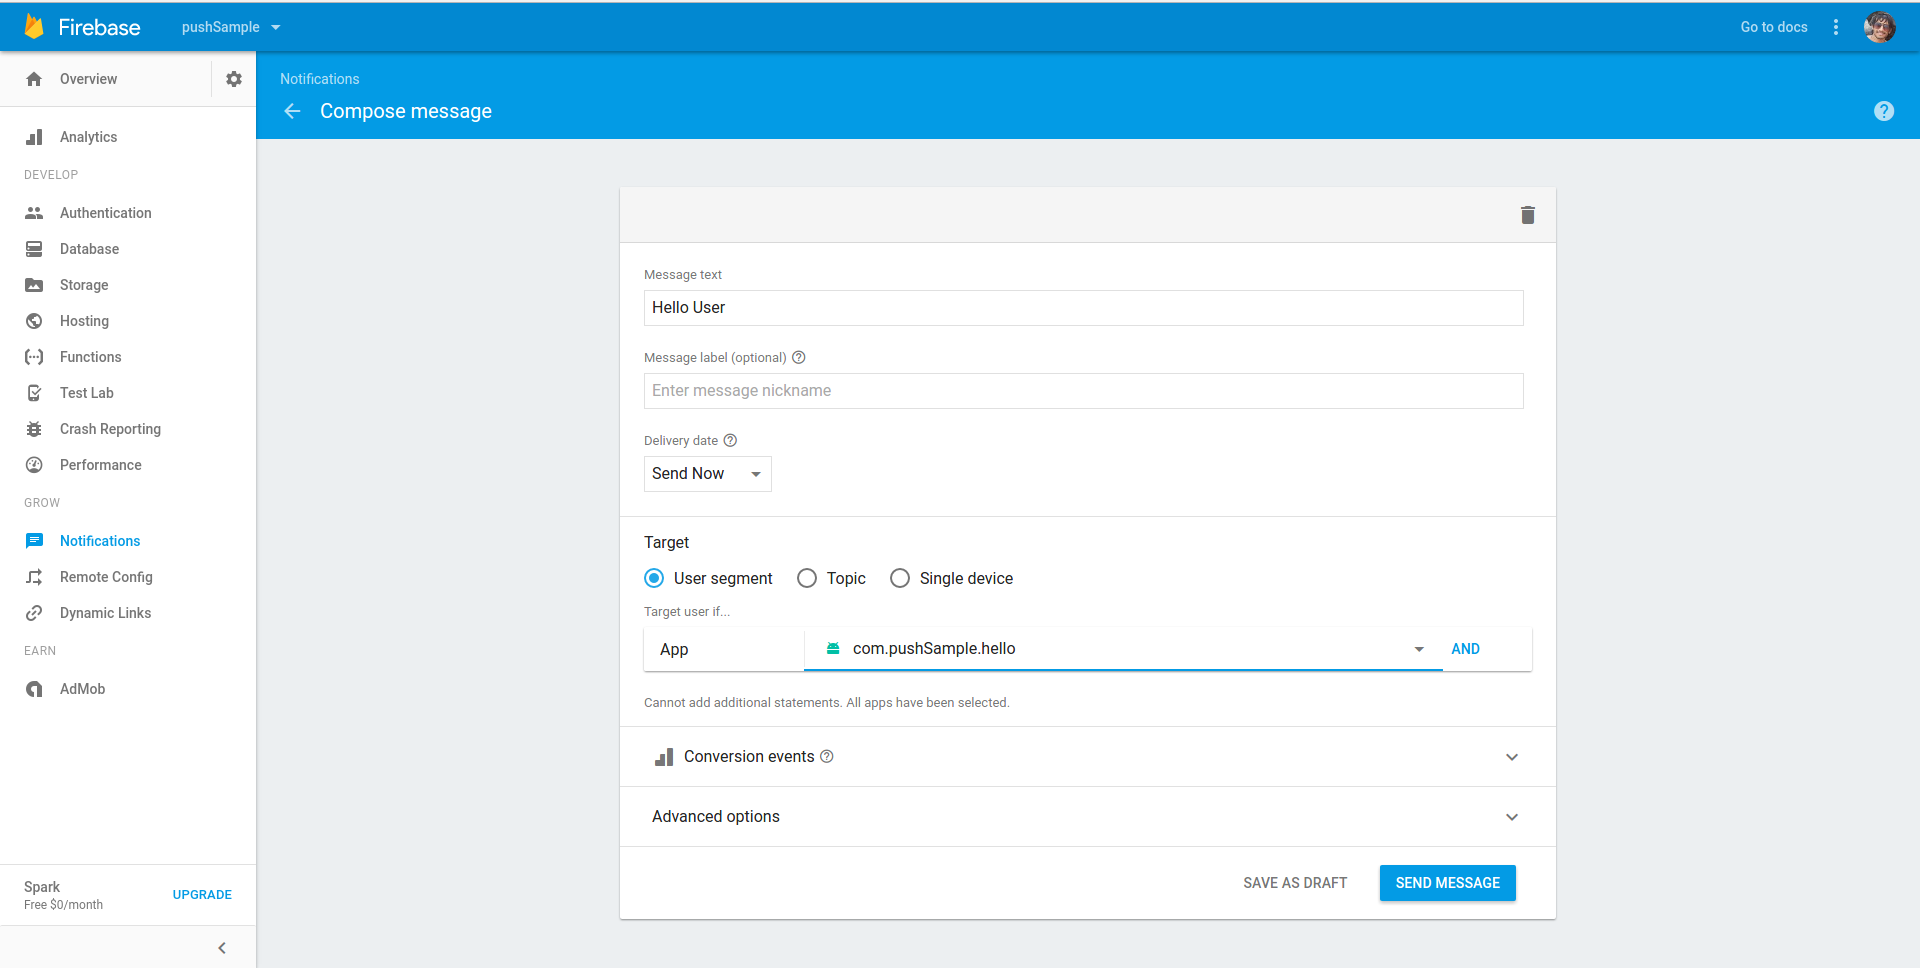 Firebase
pushSample
Go to docs
Overview
Notifications
Compose message
Analytics
DEVELOP
Authentication
Database
Storage
Hosting
Functions
Test Lab
Crash Reporting
Performance
GROW
Notifications
Remote Config
Dynamic Links
EARN
AdMob
Spark
Free $0/month
UPGRADE
Message text
Hello User
Message label (optional)
Enter message nickname
Delivery date
Send Now
Target
User segment
Topic
Single device
Target user if...
App
com.pushSample.hello
AND
Cannot add additional statements. All apps have been selected.
Conversion events
Advanced options
SAVE AS DRAFT
SEND MESSAGE